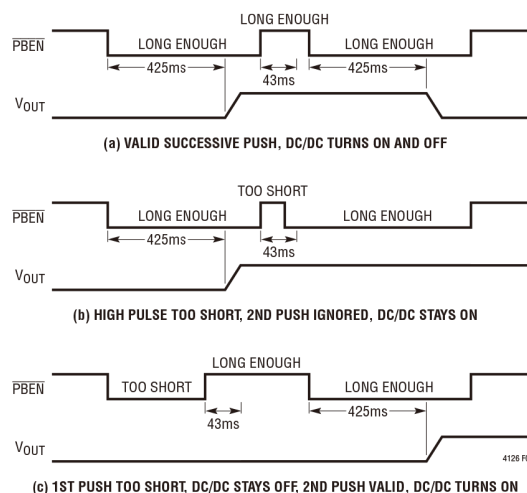 LONG ENOUGH
PBEN LONG ENOUGH LONG ENOUGH
425ms 43ms 425ms
VOUT
(a) VALID SUCCESSIVE PUSH, DC/DC TURNS ON AND OFF
TOO SHORT
PBEN LONG ENOUGH LONG ENOUGH
425ms 43ms
VOUT
(b) HIGH PULSE TOO SHORT, 2ND PUSH IGNORED, DC/DC STAYS ON
LONG ENOUGH
PBEN TOO SHORT LONG ENOUGH
43ms 425ms
VOUT
4126 F
(c) 1ST PUSH TOO SHORT, DC/DC STAYS OFF, 2ND PUSH VALID, DC/DC TURNS ON